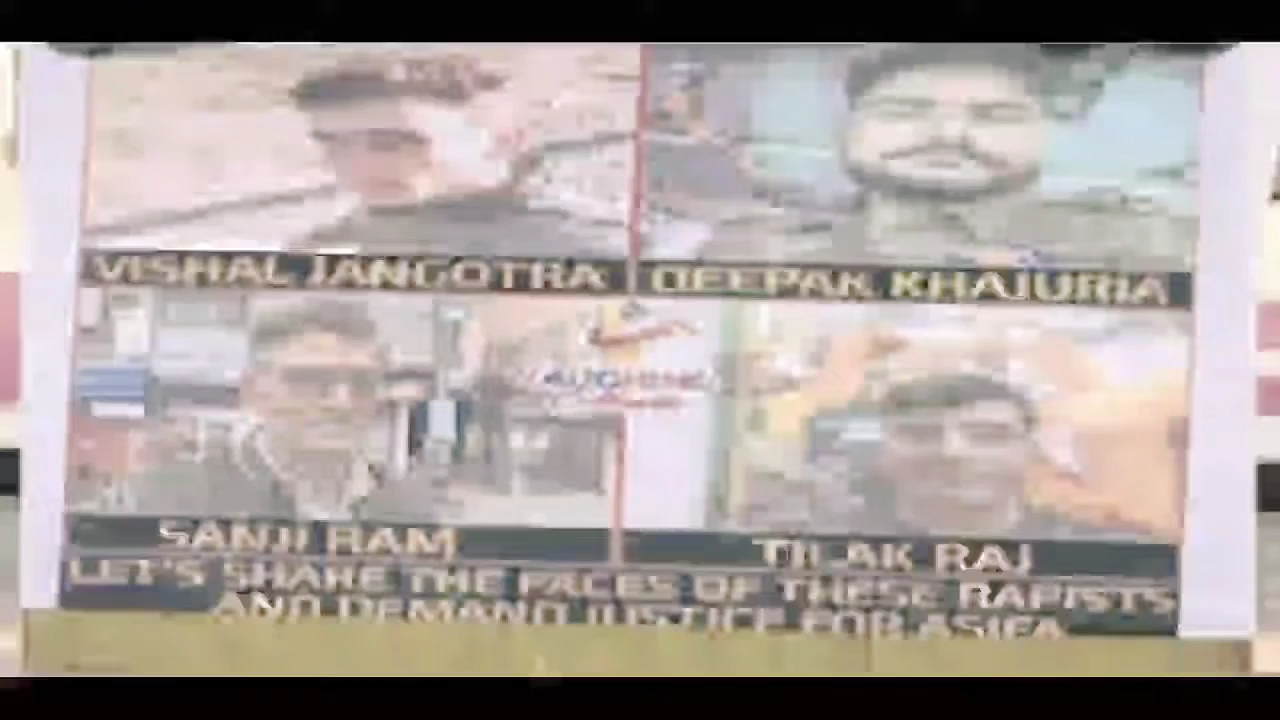 VISHAL JANGOTRA
DEEPAK KHAJURIA
SANJI RAM
TILAK RAJ
LET'S SHARE THE FACES OF THESE RAPISTS
AND DEMAND JUSTICE FOR ASIFA